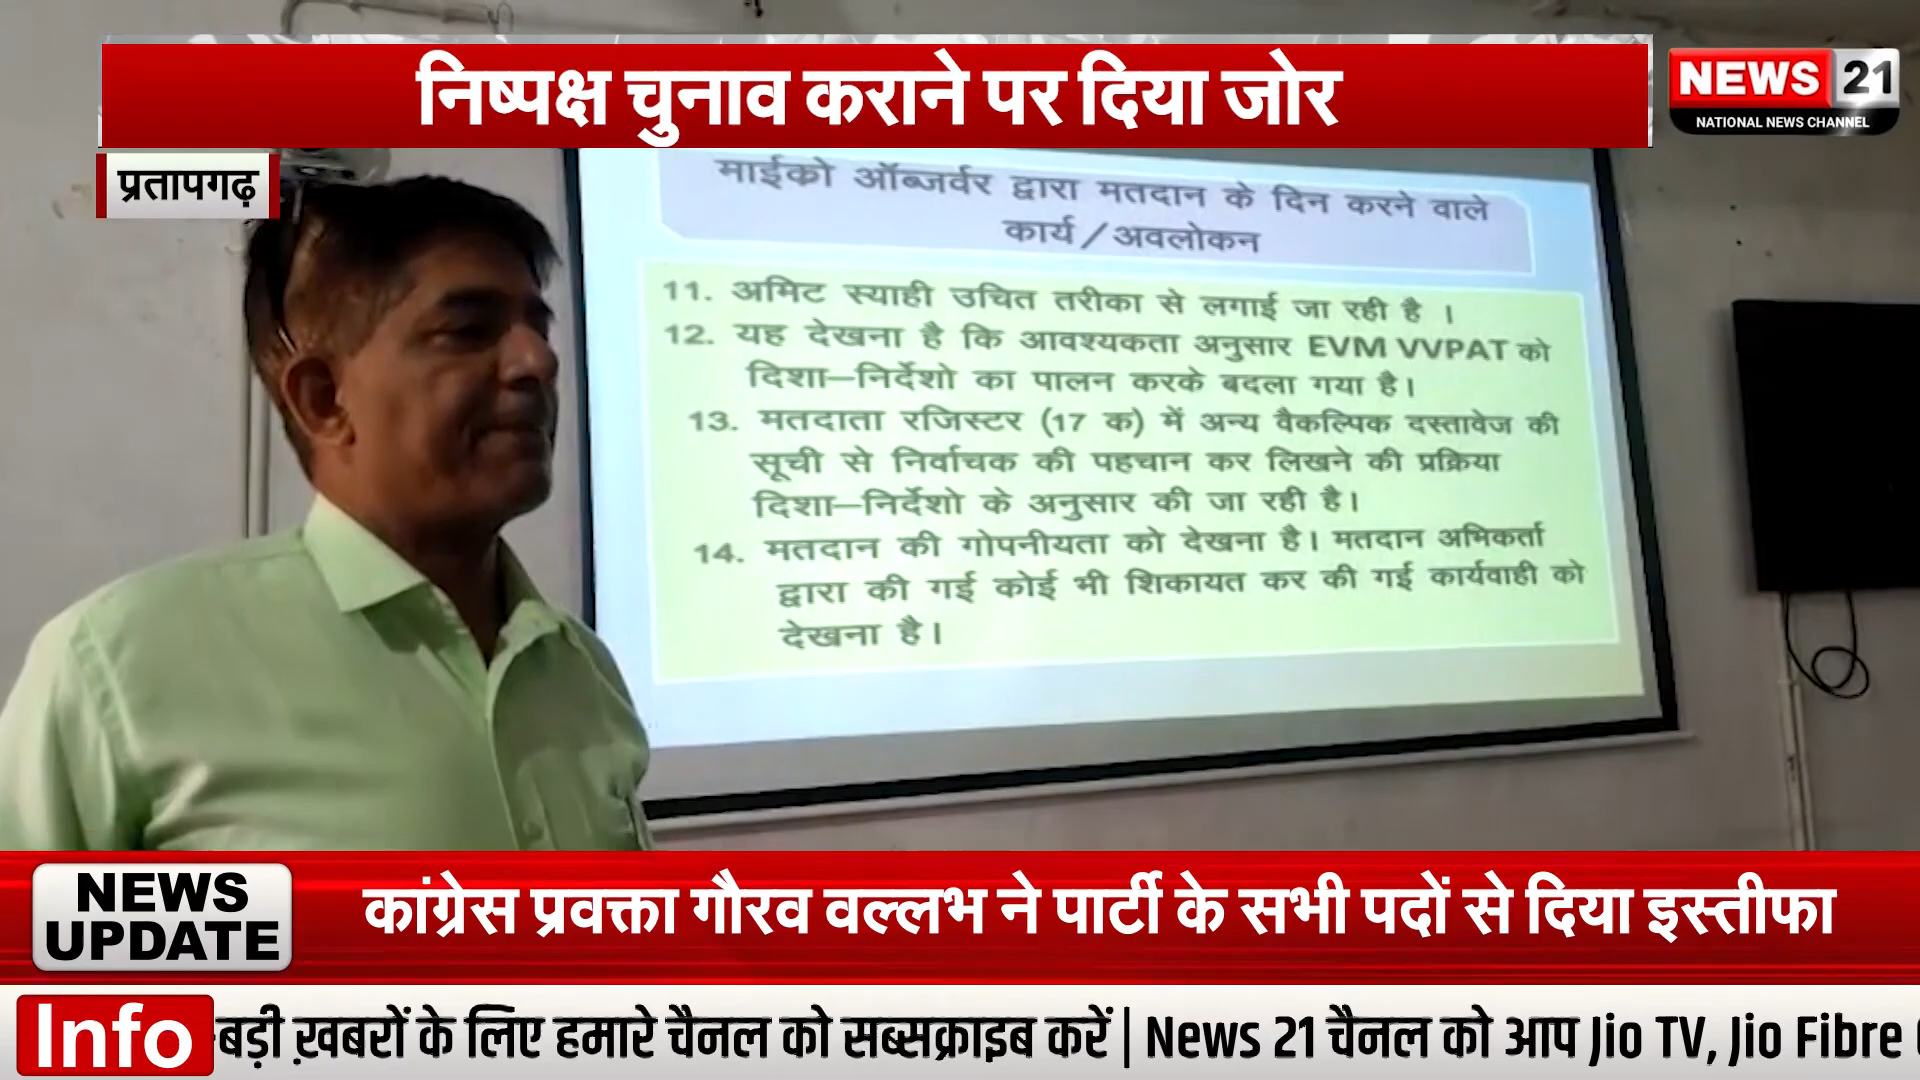 निष्पक्ष चुनाव कराने पर दिया जोर
NEWS 21
NATIONAL NEWS CHANNEL
प्रतापगढ़
माईको ऑब्जर्वर द्वारा मतदान के दिन करने वाले
कार्य / अवलोकन
11. अमिट स्याही उचित तरीका से लगाई जा रही है ।
12. यह देखना है कि आवश्यकता अनुसार EVM VVPAT को
दिशा–निर्देशो का पालन करके बदला गया है।
13. मतदाता रजिस्टर (17 क) में अन्य वैकल्पिक दस्तावेज की
सूची से निर्वाचक की पहचान कर लिखने की प्रक्रिया
दिशा–निर्देशो के अनुसार की जा रही है।
14. मतदान की गोपनीयता को देखना है। मतदान अभिकर्ता
द्वारा की गई कोई भी शिकायत कर की गई कार्यवाही को
देखना है।
NEWS
UPDATE
कांग्रेस प्रवक्ता गौरव वल्लभ ने पार्टी के सभी पदों से दिया इस्तीफा
Info
बड़ी ख़बरों के लिए हमारे चैनल को सब्सक्राइब करें | News 21 चैनल को आप Jio TV, Jio Fibre